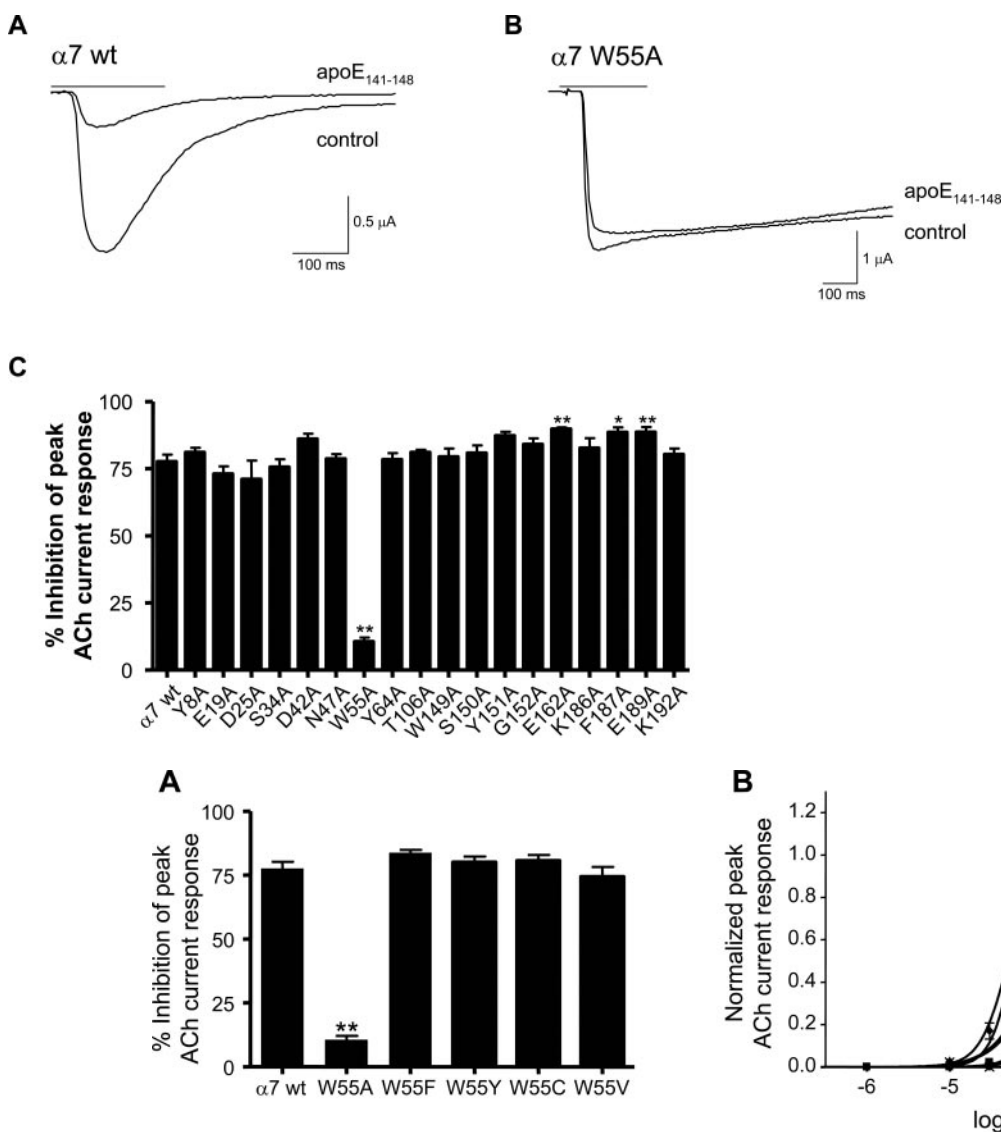 A
α7 wt
apoE141-148
control
0.5 μA
100 ms
B
α7 W55A
apoE141-148
control
1 μA
100 ms
C
% Inhibition of peak
ACh current response
100
75
50
25
0
** ** * **
α7 wt Y8A E19A D25A S34A D42A N47A W55A Y64A T106A W149A S150A Y151A G152A E162A K186A F187A E189A K192A
A
% Inhibition of peak
ACh current response
100
75
50
25
0
**
α7 wt W55A W55F W55Y W55C W55V
B
Normalized peak
ACh current response
1.2
1.0
0.8
0.6
0.4
0.2
0.0
-6 -5
log